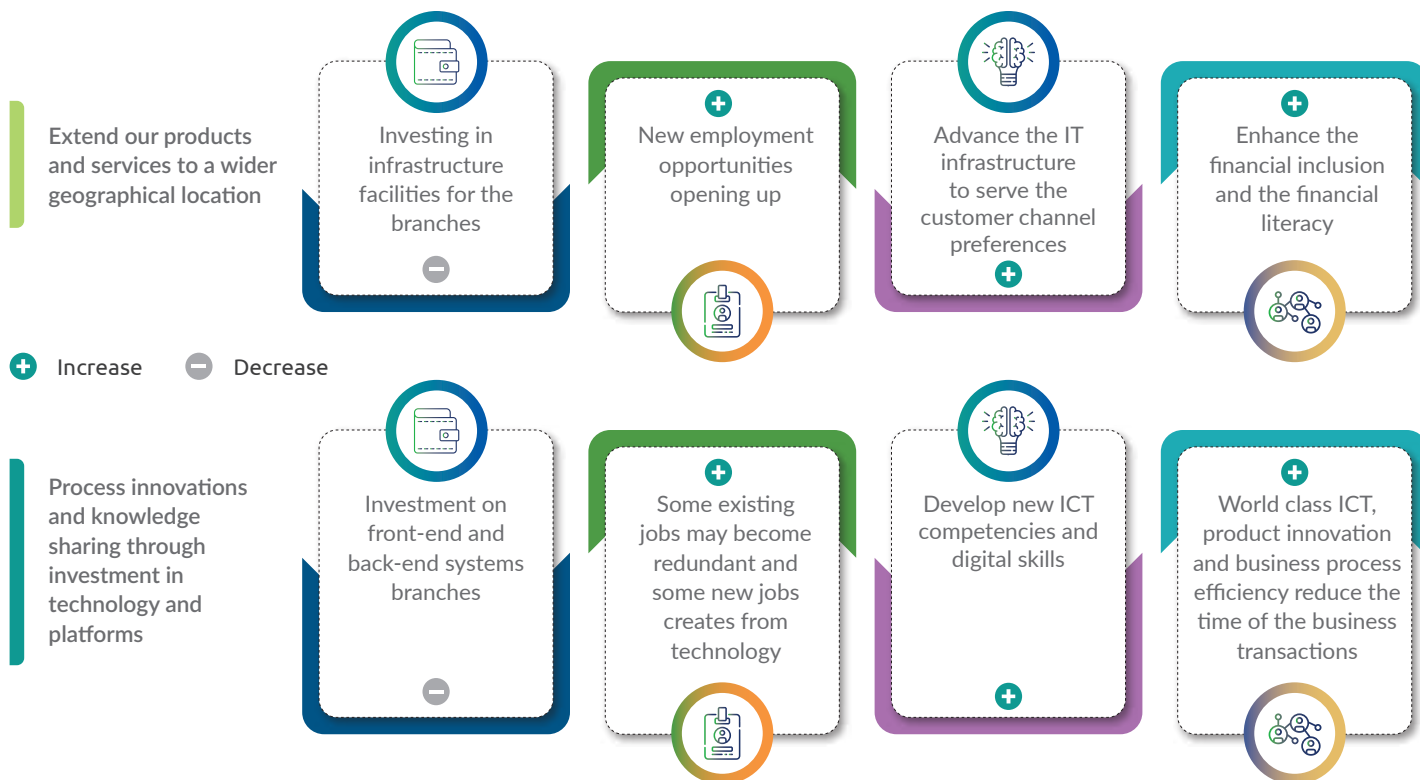 Extend our products
and services to a wider
geographical location
Investing in
infrastructure
facilities for the
branches
New employment
opportunities
opening up
Advance the IT
infrastructure
to serve the
customer channel
preferences
Enhance the
financial inclusion
and the financial
literacy
Increase
Decrease
Process innovations
and knowledge
sharing through
investment in
technology and
platforms
Investment on
front-end and
back-end systems
branches
Some existing
jobs may become
redundant and
some new jobs
creates from
technology
Develop new ICT
competencies and
digital skills
World class ICT,
product innovation
and business process
efficiency reduce the
time of the business
transactions